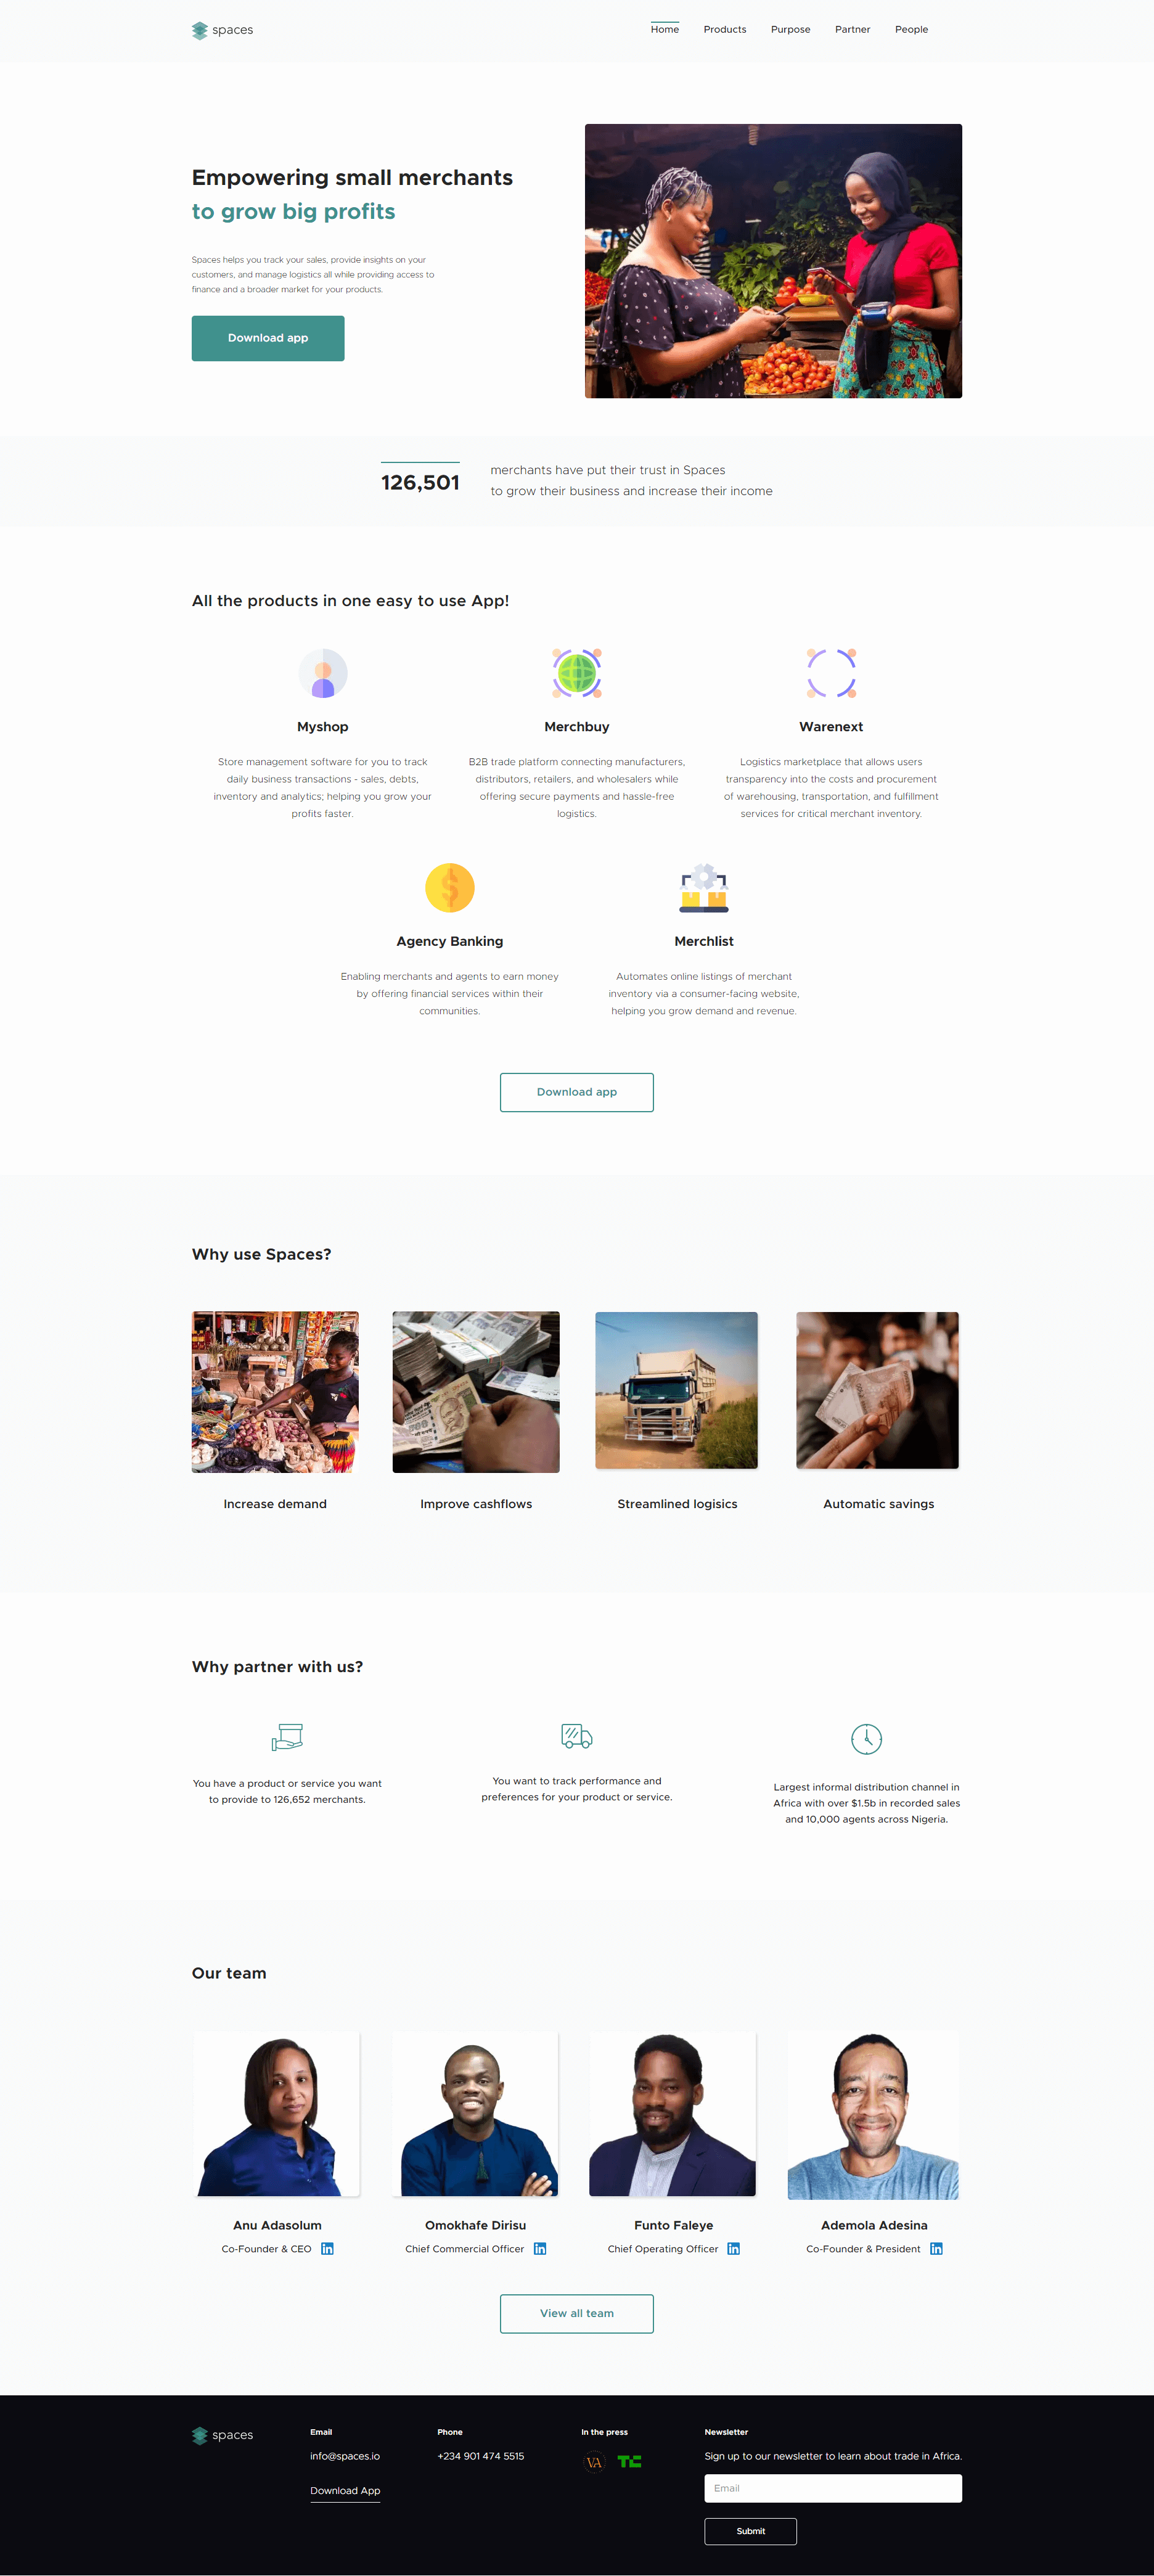 spaces
Home Products Purpose Partner People
Empowering small merchants
to grow big profits
Spaces helps you track your sales, provide insights on your
customers, and manage logistics all while providing access to
finance and a broader market for your products.
Download app
126,501
merchants have put their trust in Spaces
to grow their business and increase their income
All the products in one easy to use App!
Myshop
Store management software for you to track
daily business transactions - sales, debts,
inventory and analytics; helping you grow your
profits faster.
Merchbuy
B2B trade platform connecting manufacturers,
distributors, retailers, and wholesalers while
offering secure payments and hassle-free
logistics.
Warenext
Logistics marketplace that allows users
transparency into the costs and procurement
of warehousing, transportation, and fulfillment
services for critical merchant inventory.
Agency Banking
Enabling merchants and agents to earn money
by offering financial services within their
communities.
Merchlist
Automates online listings of merchant
inventory via a consumer-facing website,
helping you grow demand and revenue.
Download app
Why use Spaces?
Increase demand
Improve cashflows
Streamlined logisics
Automatic savings
Why partner with us?
You have a product or service you want
to provide to 126,652 merchants.
You want to track performance and
preferences for your product or service.
Largest informal distribution channel in
Africa with over $1.5b in recorded sales
and 10,000 agents across Nigeria.
Our team
Anu Adasolum
Co-Founder & CEO in
Omokhafe Dirisu
Chief Commercial Officer in
Funto Faleye
Chief Operating Officer in
Ademola Adesina
Co-Founder & President in
View all team
spaces
Email
info@spaces.io
Download App
Phone
+234 901 474 5515
In the press
VA TC
Newsletter
Sign up to our newsletter to learn about trade in Africa.
Email
Submit